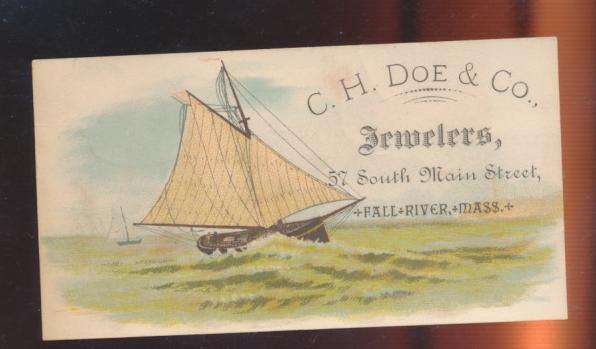 C. H. DOE & CO.,
Jewelers,
57 South Main Street,
+FALL+RIVER,+MASS.+